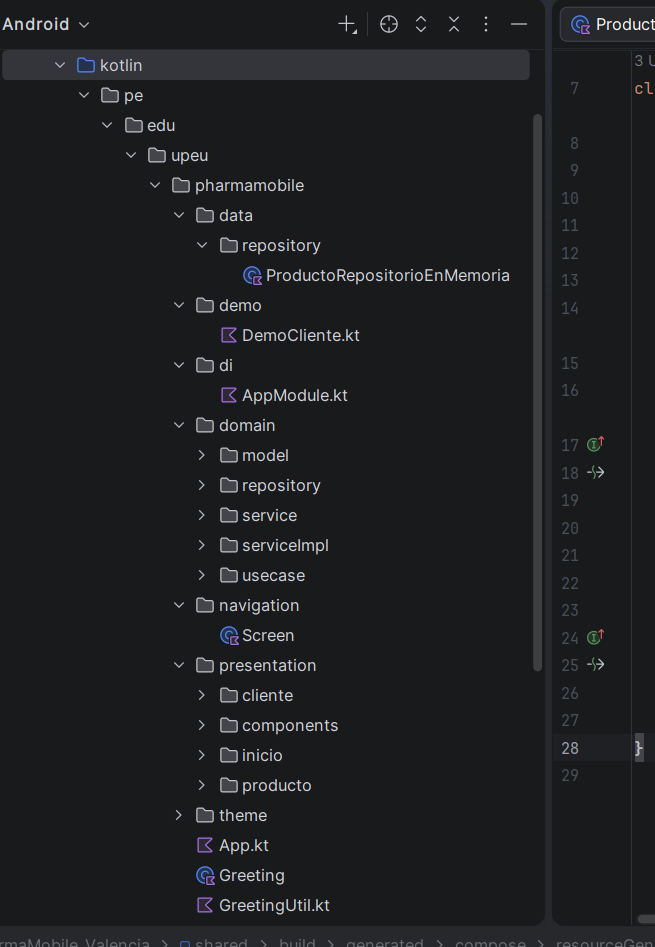 Android
Product
kotlin
3 U
pe
7 cl
edu
upeu
8
9
pharmamobile
10
data
11
repository
12
ProductoRepositorioEnMemoria
13
demo
14
DemoCliente.kt
di
15
AppModule.kt
16
domain
17
model
18
repository
19
service
20
serviceImpl
21
usecase
22
navigation
23
Screen
24
presentation
25
cliente
26
components
27
inicio
28 }
producto
29
theme
App.kt
Greeting
GreetingUtil.kt
rmaMobile_Valencia > shared > build > generated > compose > resourceGen